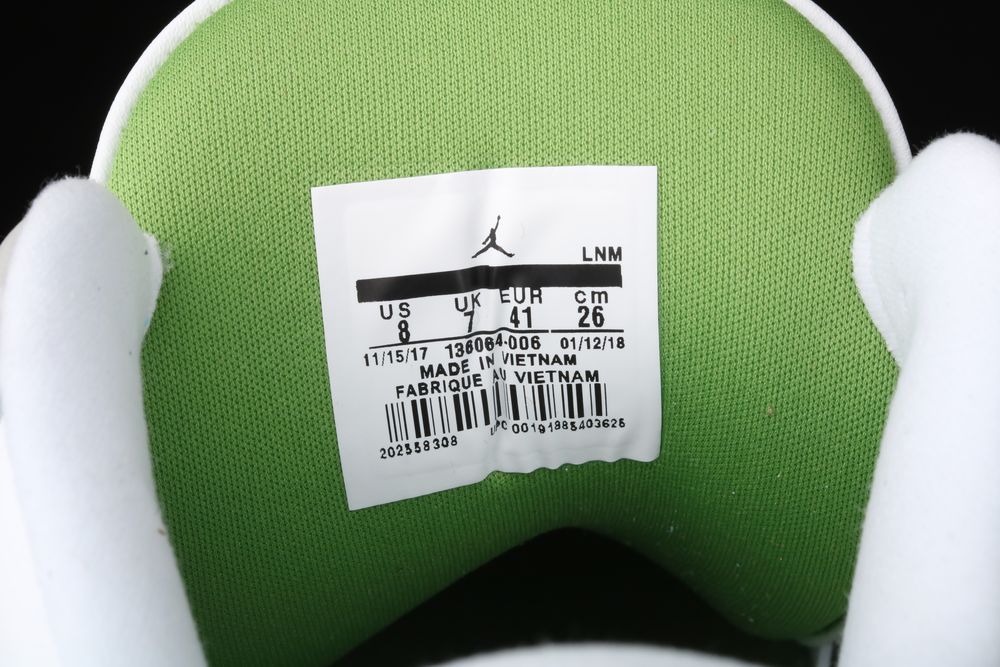 LNM
US UK EUR cm
8 7 41 26
11/15/17 136064-006 01/12/18
MADE IN VIETNAM
FABRIQUE AU VIETNAM
202558308 UPC 00191885403625